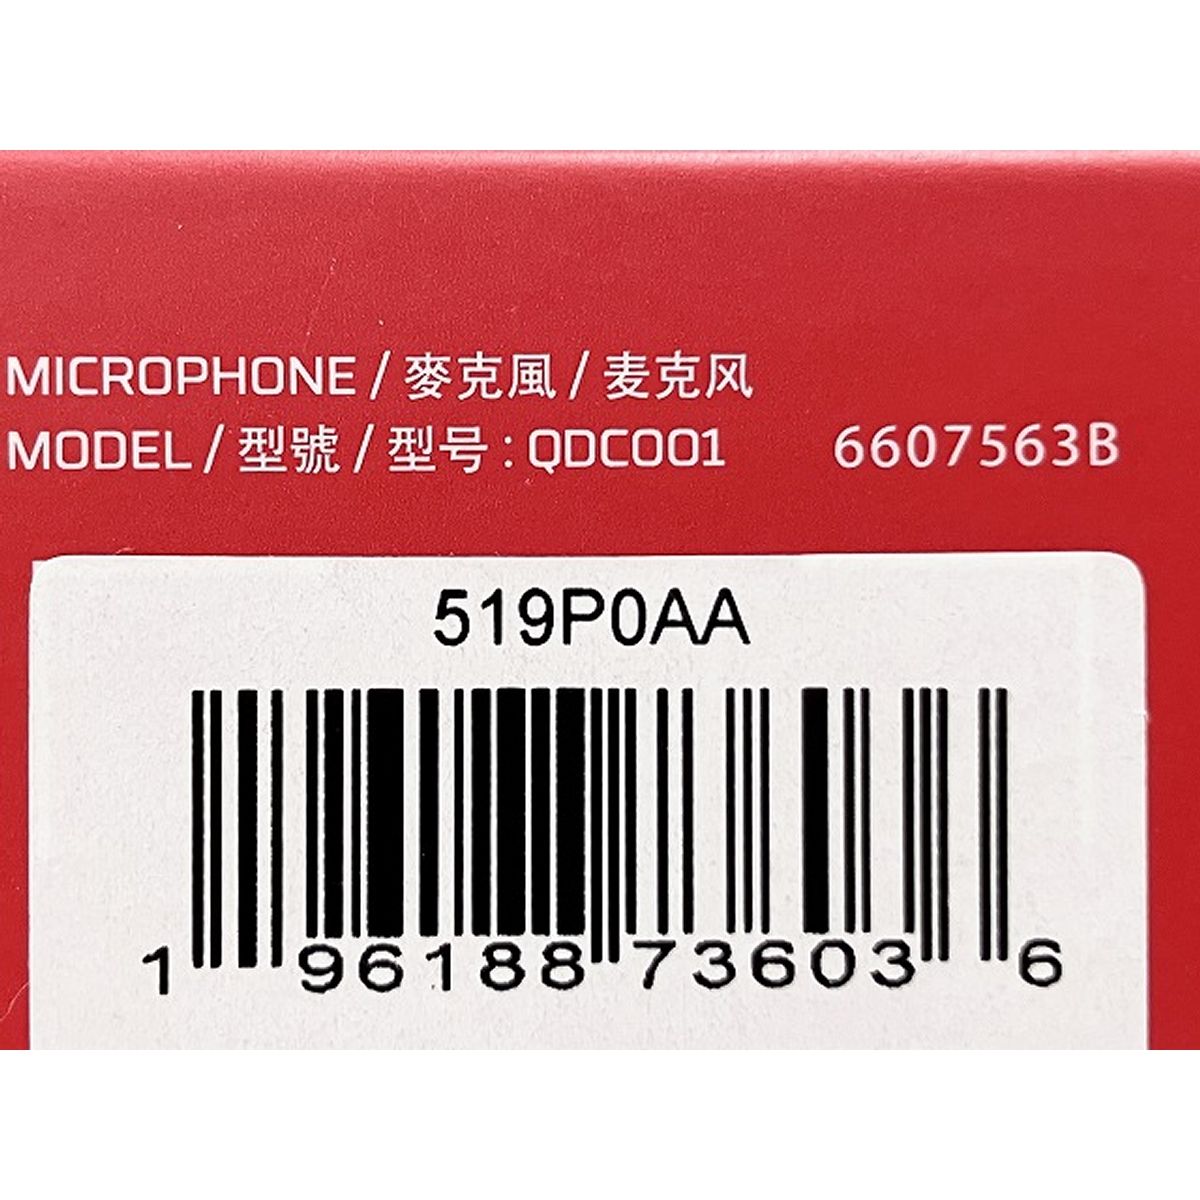 MICROPHONE / 麥克風 / 麦克风
MODEL / 型號 / 型号 : QDC001 6607563B
519P0AA
1 96188 73603 6